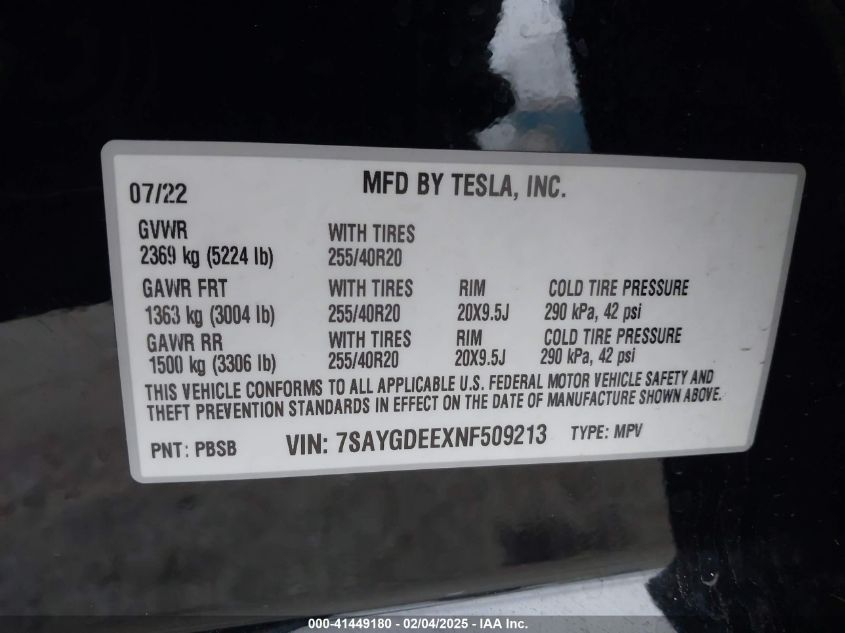 07/22 MFD BY TESLA, INC.
GVWR WITH TIRES
2369 kg (5224 lb) 255/40R20
GAWR FRT WITH TIRES RIM COLD TIRE PRESSURE
1363 kg (3004 lb) 255/40R20 20X9.5J 290 kPa, 42 psi
GAWR RR WITH TIRES RIM COLD TIRE PRESSURE
1500 kg (3306 lb) 255/40R20 20X9.5J 290 kPa, 42 psi
THIS VEHICLE CONFORMS TO ALL APPLICABLE U.S. FEDERAL MOTOR VEHICLE SAFETY AND
THEFT PREVENTION STANDARDS IN EFFECT ON THE DATE OF MANUFACTURE SHOWN ABOVE.
PNT: PBSB VIN: 7SAYGDEEXNF509213 TYPE: MPV
000-41449180 - 02/04/2025 - IAAI Inc.